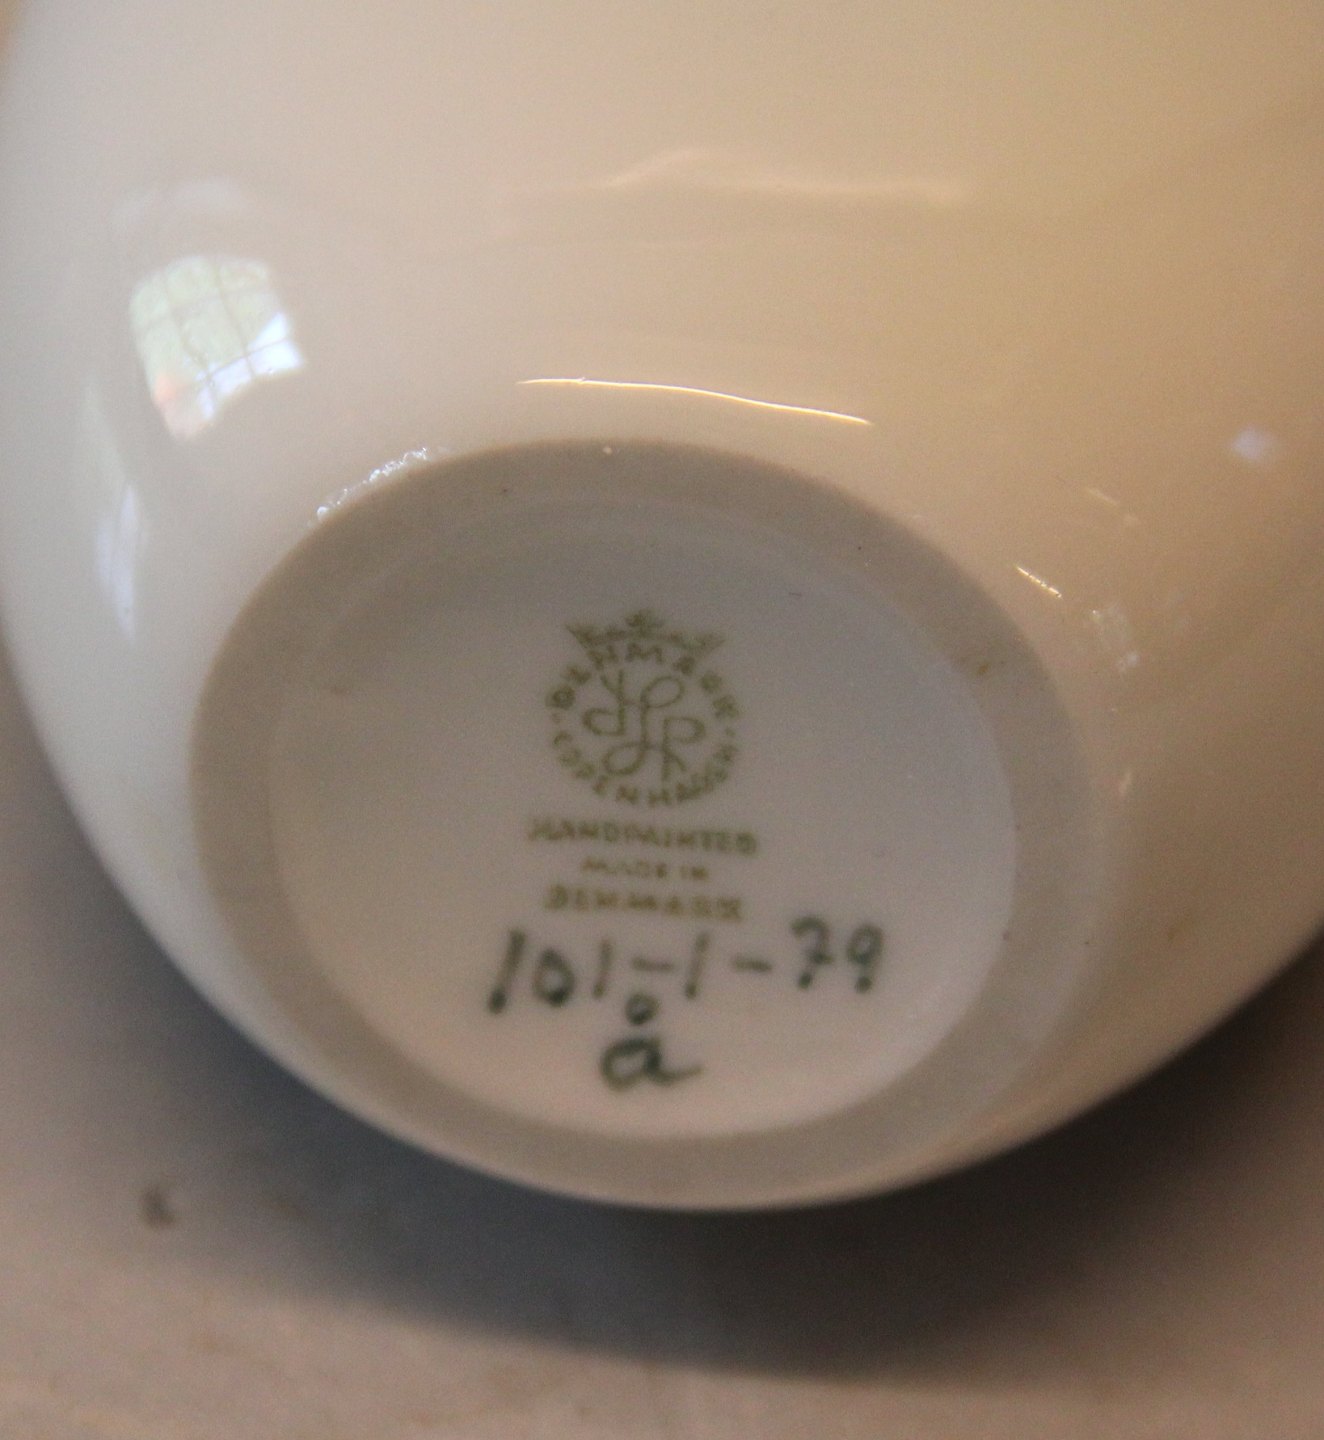 DENMARK
COPENHAGEN
HANDPAINTED
MADE IN
DENMARK
101-1-79
a